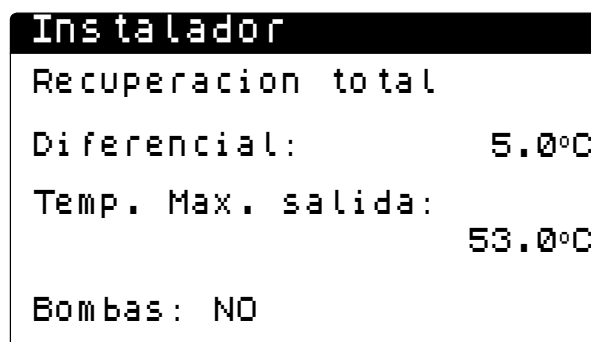 Instalador
Recuperacion total
Diferencial: 5.0ºC
Temp. Max. salida:
53.0ºC
Bombas: NO